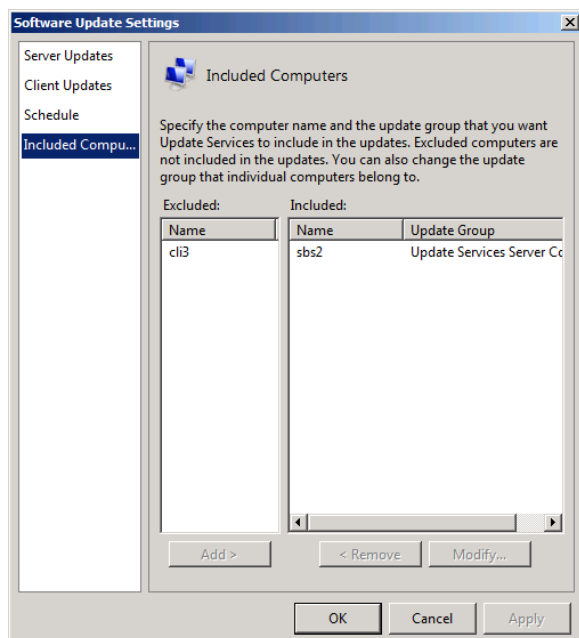 Software Update Settings
Server Updates
Client Updates
Schedule
Included Compu...
Included Computers
Specify the computer name and the update group that you want
Update Services to include in the updates. Excluded computers are
not included in the updates. You can also change the update
group that individual computers belong to.
Excluded:
Included:
Name
Name
Update Group
cli3
sbs2
Update Services Server Co
Add >
< Remove
Modify...
OK
Cancel
Apply